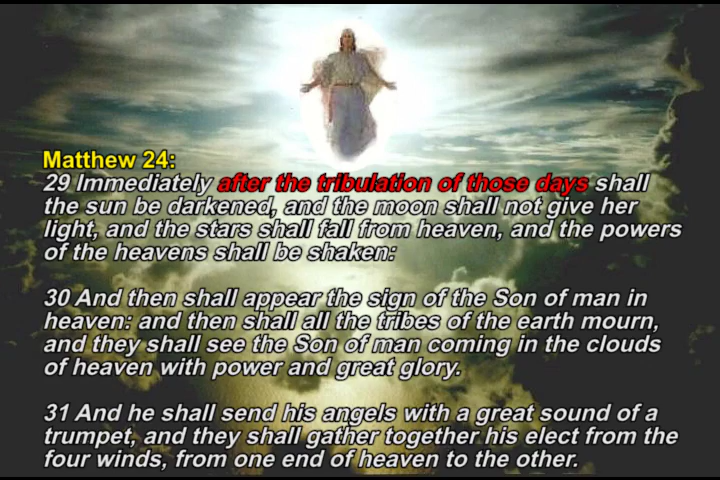 Matthew 24:
29 Immediately after the tribulation of those days shall
the sun be darkened, and the moon shall not give her
light, and the stars shall fall from heaven, and the powers
of the heavens shall be shaken:
30 And then shall appear the sign of the Son of man in
heaven: and then shall all the tribes of the earth mourn,
and they shall see the Son of man coming in the clouds
of heaven with power and great glory.
31 And he shall send his angels with a great sound of a
trumpet, and they shall gather together his elect from the
four winds, from one end of heaven to the other.